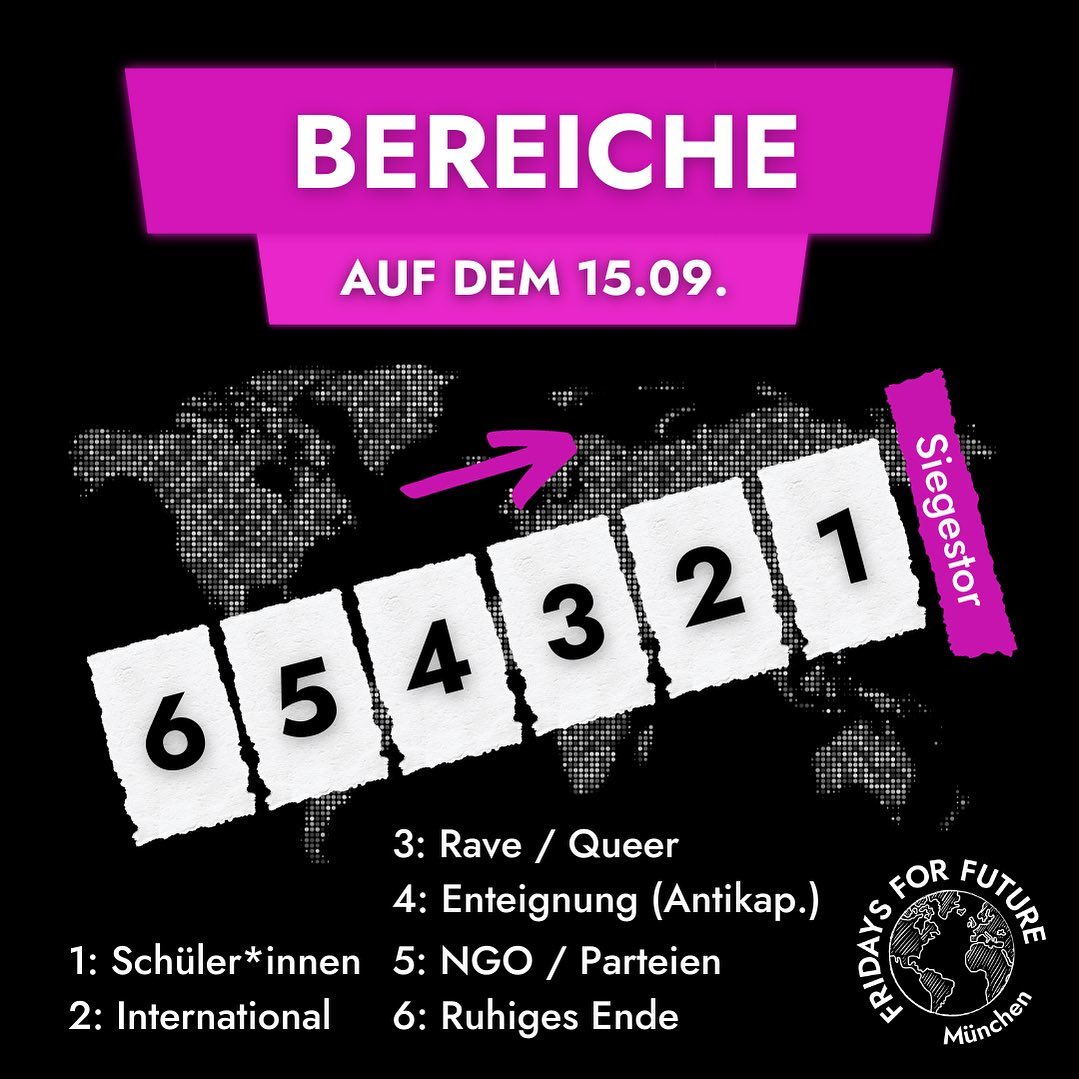 BEREICHE
AUF DEM 15.09.
Siegestor
6 5 4 3 2 1
3: Rave / Queer
4: Enteignung (Antikap.)
1: Schüler*innen
2: International
5: NGO / Parteien
6: Ruhiges Ende
FRIDAYS FOR FUTURE
München